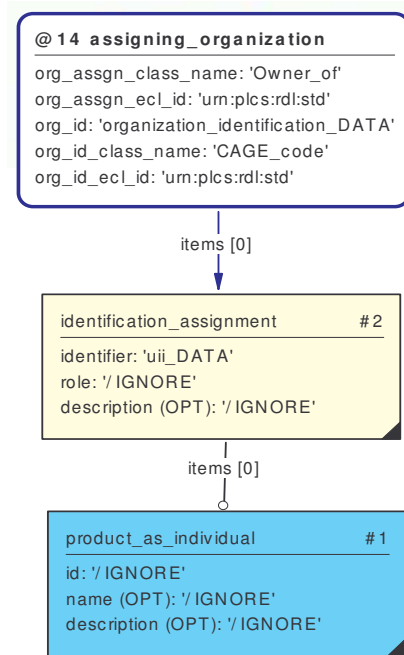 @14 assigning_organization
org_assgn_class_name: 'Owner_of'
org_assgn_ecl_id: 'urn:plcs:rdl:std'
org_id: 'organization_identification_DATA'
org_id_class_name: 'CAGE_code'
org_id_ecl_id: 'urn:plcs:rdl:std'
items [0]
identification_assignment #2
identifier: 'uii_DATA'
role: '/IGNORE'
description (OPT): '/IGNORE'
items [0]
product_as_individual #1
id: '/IGNORE'
name (OPT): '/IGNORE'
description (OPT): '/IGNORE'